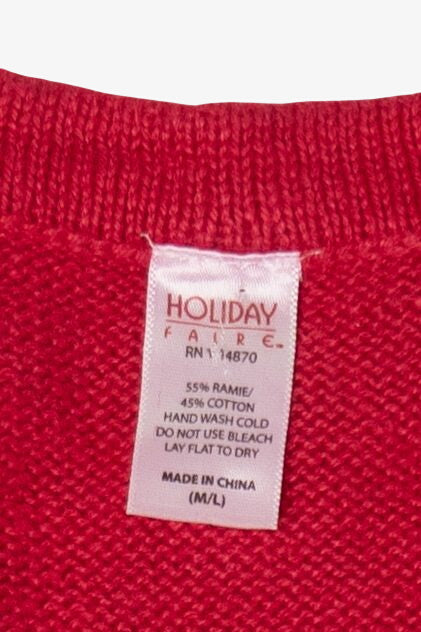 HOLIDAY
FAIRE™
RN
55% RAMIE/
45% COTTON
HAND WASH COLD
DO NOT USE BLEACH
LAY FLAT TO DRY
MADE IN CHINA
(M/L)